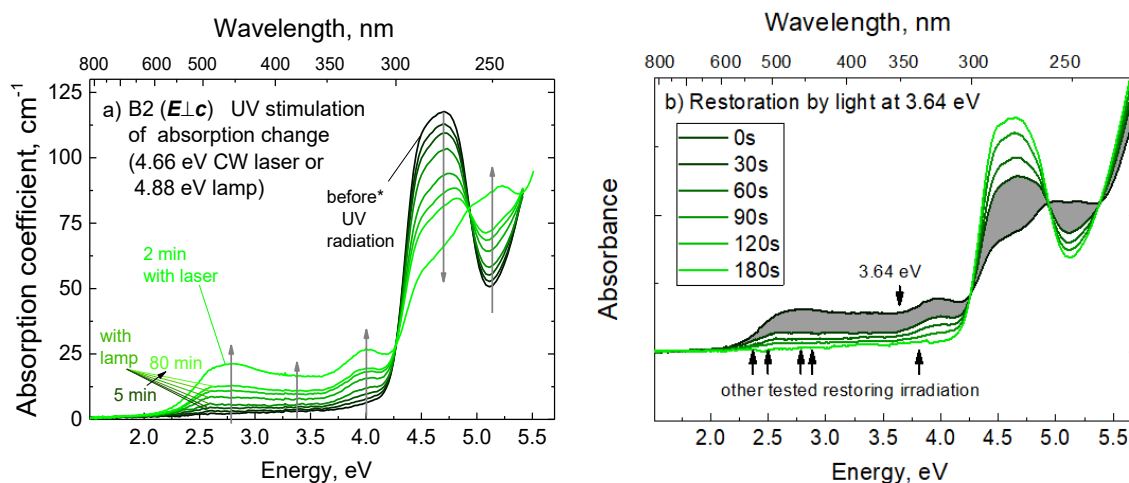 Wavelength, nm
800 600 500 400 350 300 250
a) B2 (E⊥c) UV stimulation
of absorption change
(4.66 eV CW laser or
4.88 eV lamp)
before*
UV
radiation
2 min
with laser
with
lamp
80 min
5 min
125
100
75
50
25
0
2.0 2.5 3.0 3.5 4.0 4.5 5.0 5.5
Absorption coefficient, cm-1
Energy, eV
Wavelength, nm
800 600 500 400 350 300 250
b) Restoration by light at 3.64 eV
0s
30s
60s
90s
120s
180s
3.64 eV
other tested restoring irradiation
2.0 2.5 3.0 3.5 4.0 4.5 5.0 5.5
Absorbance
Energy, eV